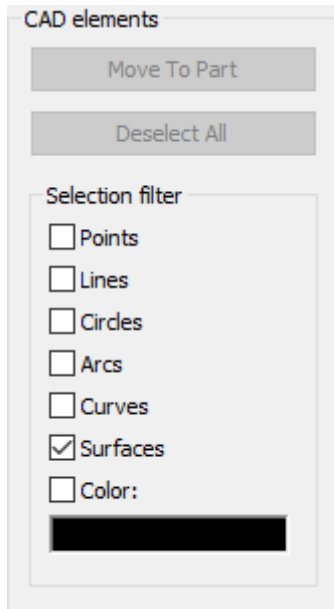 CAD elements
Move To Part
Deselect All
Selection filter
Points
Lines
Circles
Arcs
Curves
Surfaces
Color: